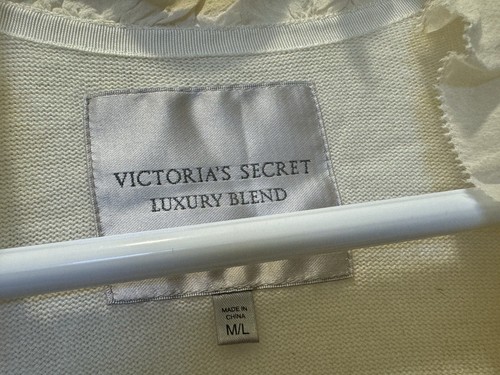 VICTORIA'S SECRET
LUXURY BLEND
MADE IN
CHINA
M/L